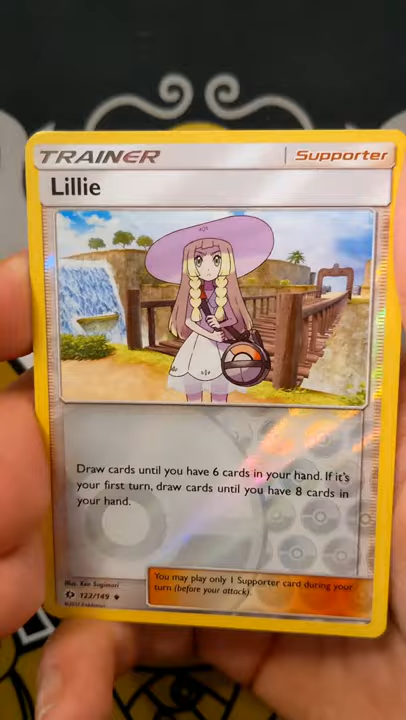 TRAINER Supporter
Lillie
Draw cards until you have 6 cards in your hand. If it's
your first turn, draw cards until you have 8 cards in
your hand.
Illus. Ken Sugimori
122/149
You may play only 1 Supporter card during your
turn (before your attack).